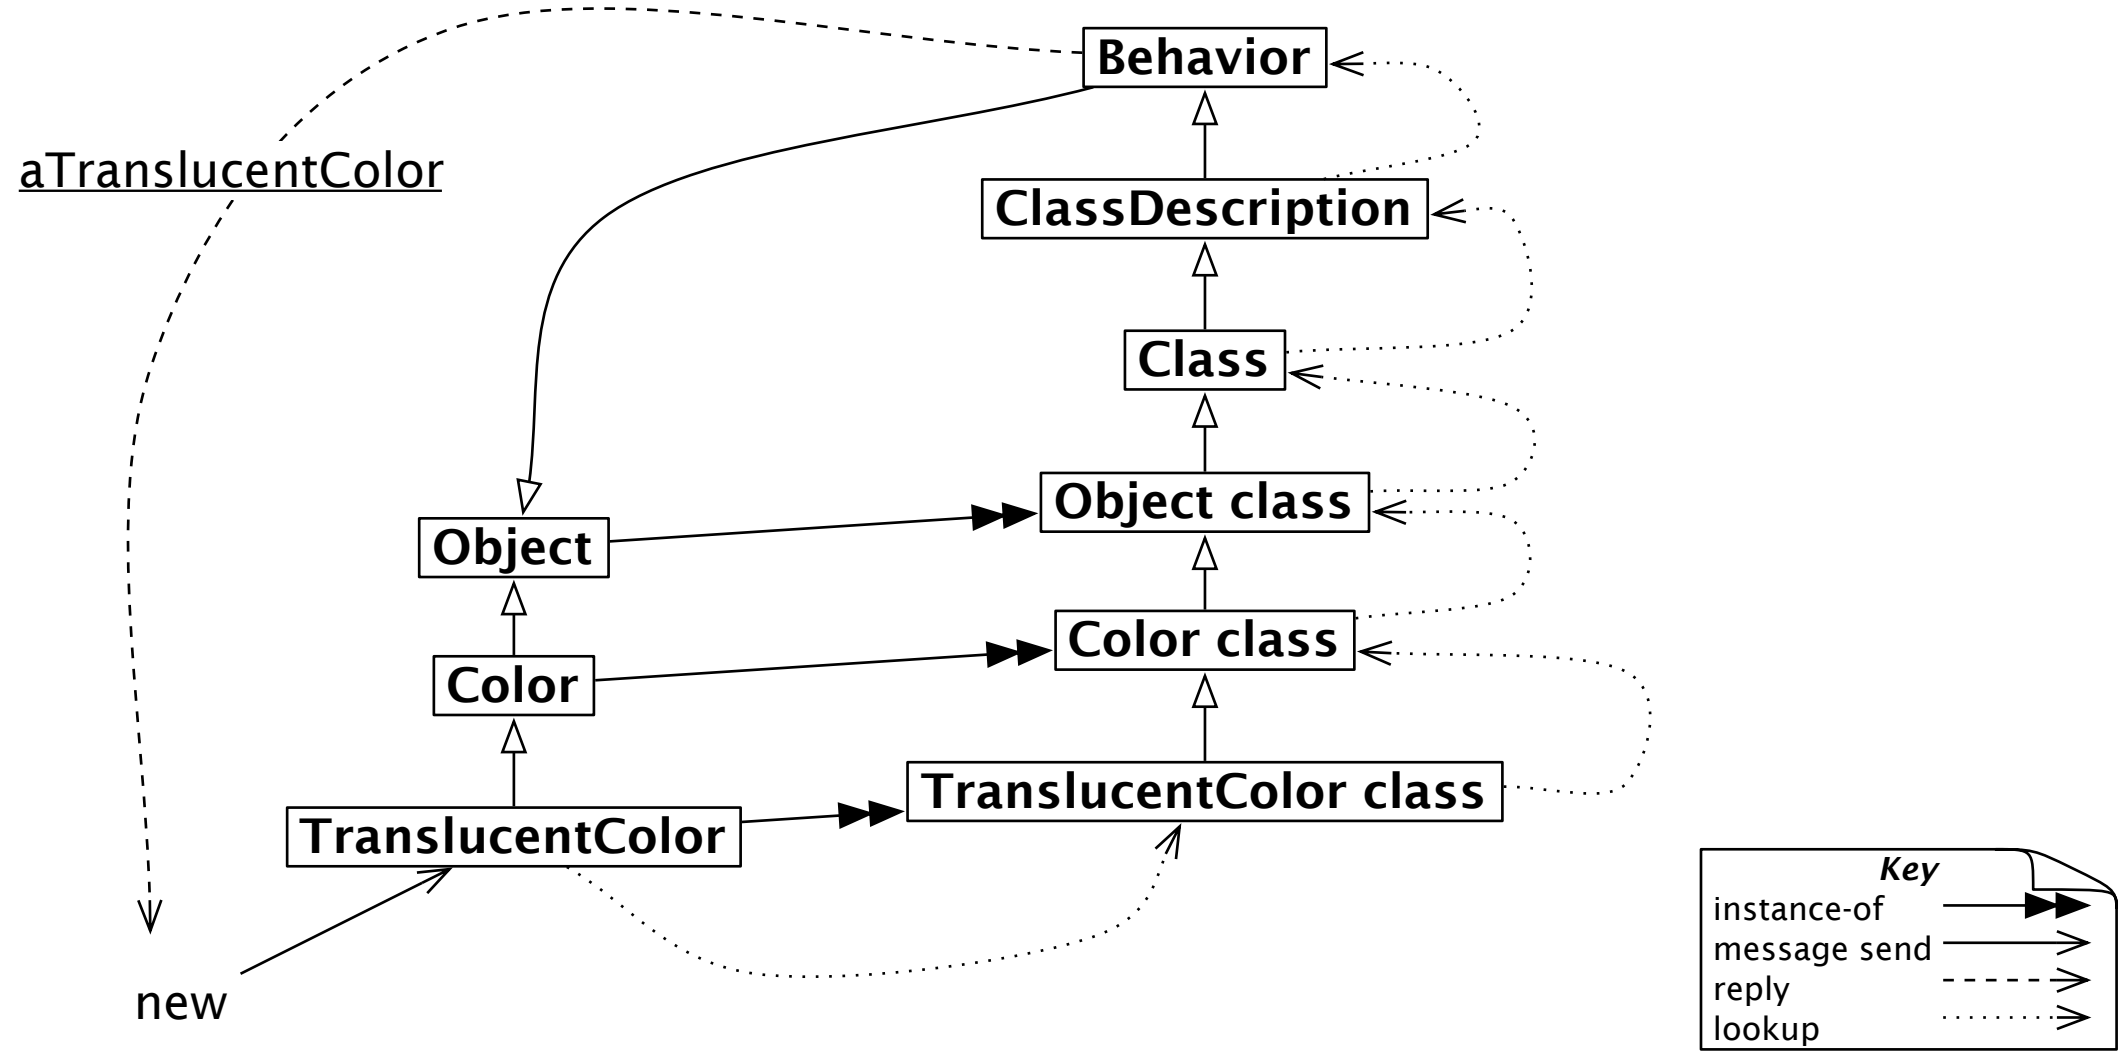 Behavior
aTranslucentColor
ClassDescription
Class
Object class
Object
Color class
Color
TranslucentColor class
TranslucentColor
new
Key
instance-of
message send
reply
lookup